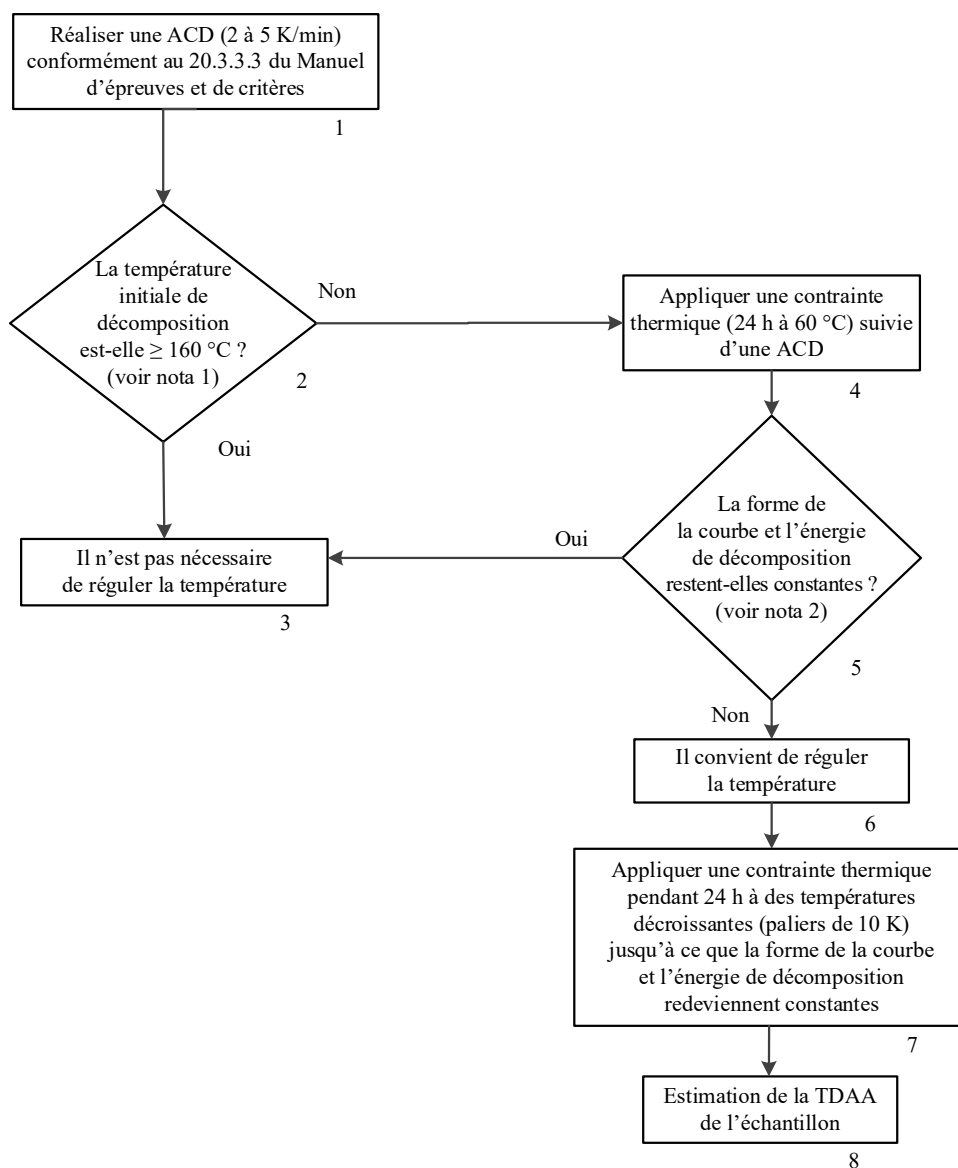 Réaliser une ACD (2 à 5 K/min)
conformément au 20.3.3.3 du Manuel
d’épreuves et de critères
1
La température
initiale de
décomposition
est-elle ≥ 160 °C ?
(voir nota 1)
2
Non
Oui
Appliquer une contrainte
thermique (24 h à 60 °C) suivie
d’une ACD
4
Il n’est pas nécessaire
de réguler la température
3
Oui
La forme de
la courbe et l’énergie
de décomposition
restent-elles constantes ?
(voir nota 2)
5
Non
Il convient de réguler
la température
6
Appliquer une contrainte thermique
pendant 24 h à des températures
décroissantes (paliers de 10 K)
jusqu’à ce que la forme de la courbe
et l’énergie de décomposition
redeviennent constantes
7
Estimation de la TDAA
de l’échantillon
8